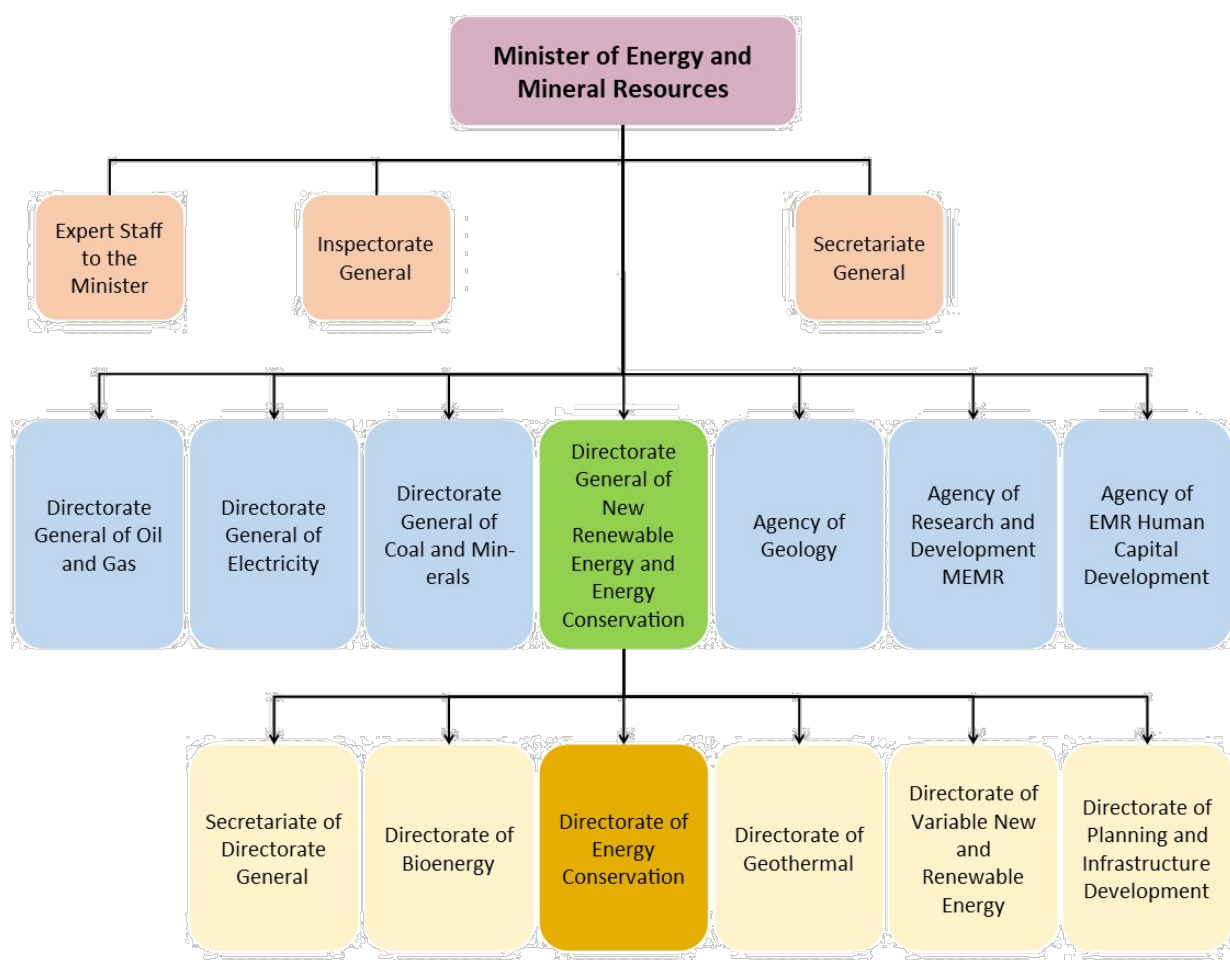 Minister of Energy and
Mineral Resources
Expert Staff
to the
Minister
Inspectorate
General
Secretariate
General
Directorate
General of Oil
and Gas
Directorate
General of
Electricity
Directorate
General of
Coal and Min-
erals
Directorate
General of
New
Renewable
Energy and
Energy
Conservation
Agency of
Geology
Agency of
Research and
Development
MEMR
Agency of
EMR Human
Capital
Development
Secretariate of
Directorate
General
Directorate of
Bioenergy
Directorate of
Energy
Conservation
Directorate of
Geothermal
Directorate of
Variable New
and
Renewable
Energy
Directorate of
Planning and
Infrastructure
Development